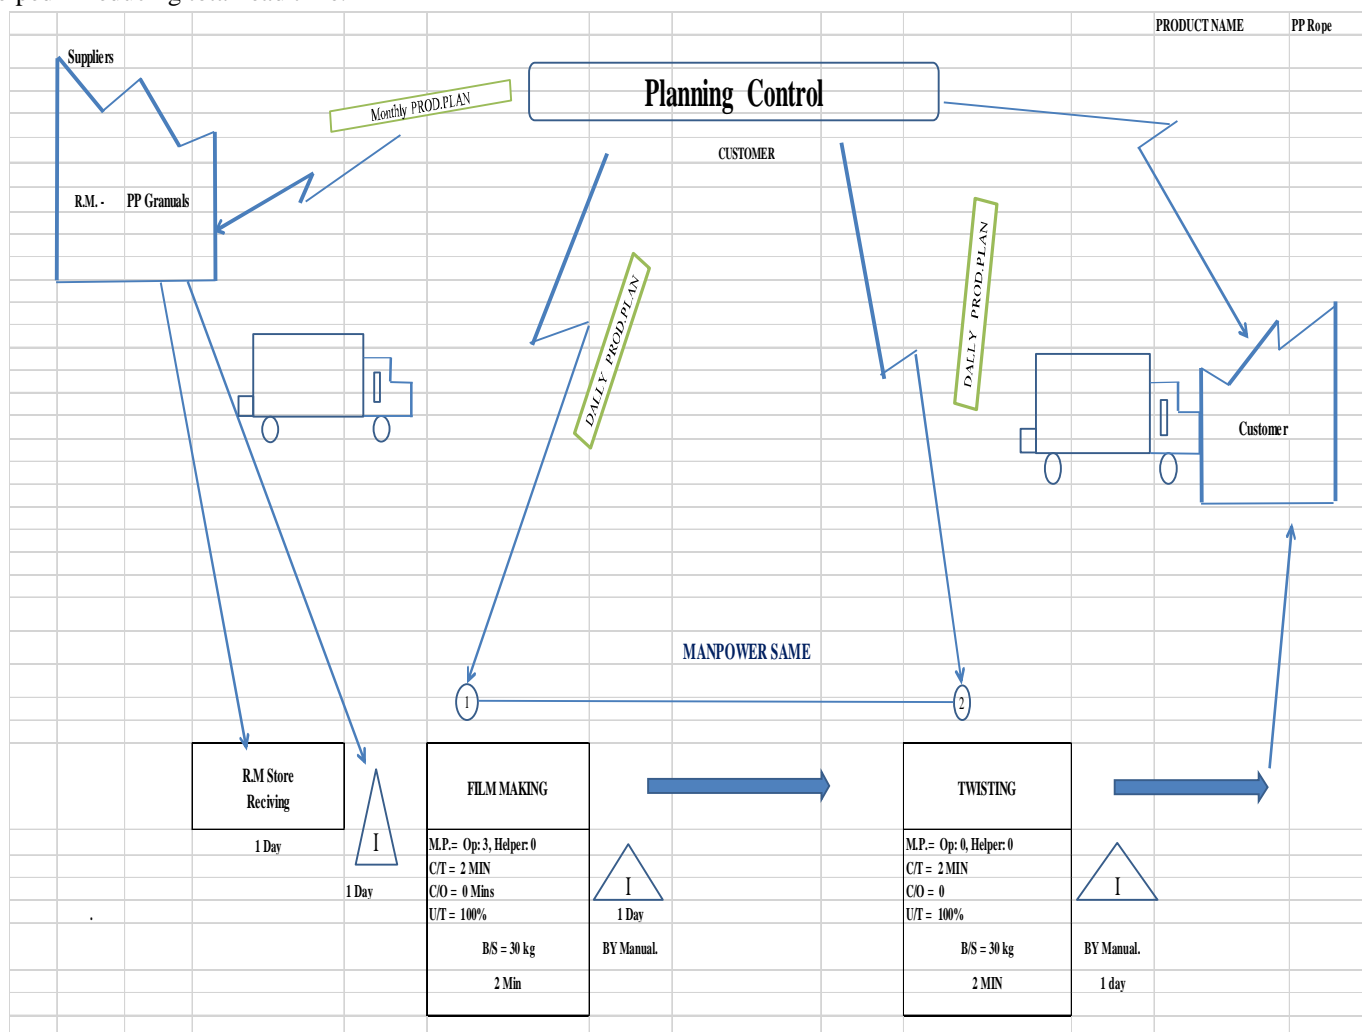 PRODUCT NAME PP Rope
Suppliers
Monthly PROD.PLAN
Planning Control
CUSTOMER
R.M. - PP Granuals
DALLY PROD.PLAN
DALLY PROD.PLAN
Customer
MANPOWER SAME
1
2
R.M Store
Reciving
1 Day
I
1 Day
FILM MAKING
M.P.= Op: 3, Helper: 0
C/T = 2 MIN
C/O = 0 Mins
U/T = 100%
B/S = 30 kg
2 Min
I
1 Day
BY Manual.
TWISTING
M.P.= Op: 0, Helper: 0
C/T = 2 MIN
C/O = 0
U/T = 100%
B/S = 30 kg
2 MIN
I
BY Manual.
1 day
.